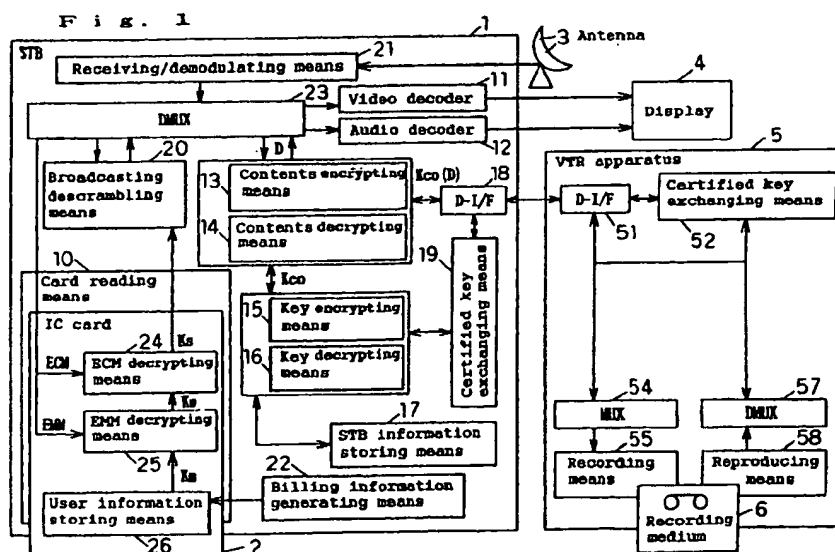 Fig. 1
STB
1
21
Receiving/demodulating means
3
Antenna
23
DMUX
11
Video decoder
Audio decoder
12
4
Display
20
Broadcasting descrambling means
D
13
Contents encrypting means
14
Contents decrypting means
Kco (D)
18
D-I/F
19
Certified key exchanging means
5
VTR apparatus
D-I/F
51
Certified key exchanging means
52
10
Card reading means
IC card
Ks
ECM
24
ECM decrypting means
EMM
EMM decrypting means
25
User information storing means
26
2
Kco
15
Key encrypting means
16
Key decrypting means
17
STB information storing means
22
Billing information generating means
54
MUX
55
Recording means
57
DMUX
58
Reproducing means
6
Recording medium